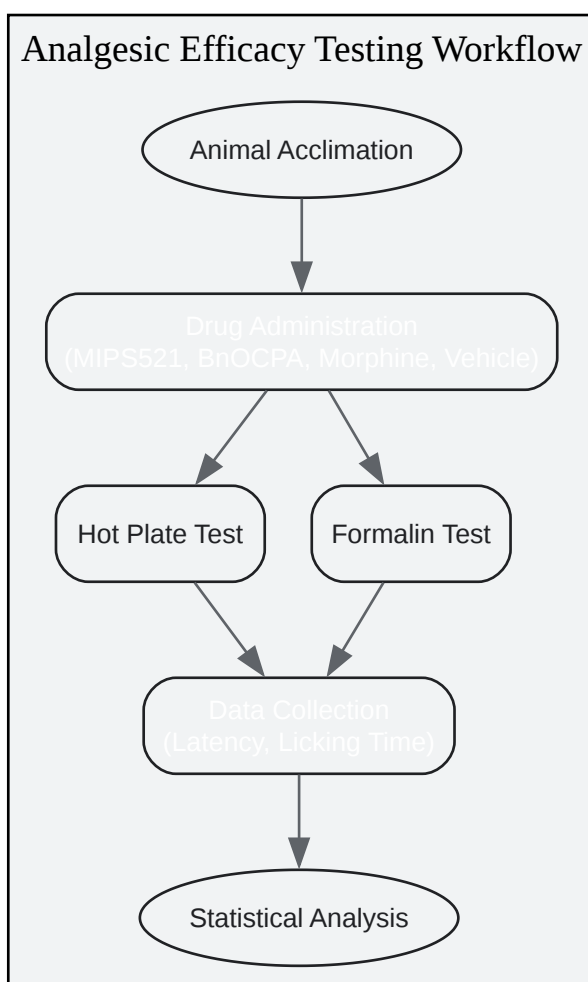 Analgesic Efficacy Testing Workflow
Animal Acclimation
Drug Administration
(MIPS521, BnOCPA, Morphine, Vehicle)
Hot Plate Test
Formalin Test
Data Collection
(Latency, Licking Time)
Statistical Analysis